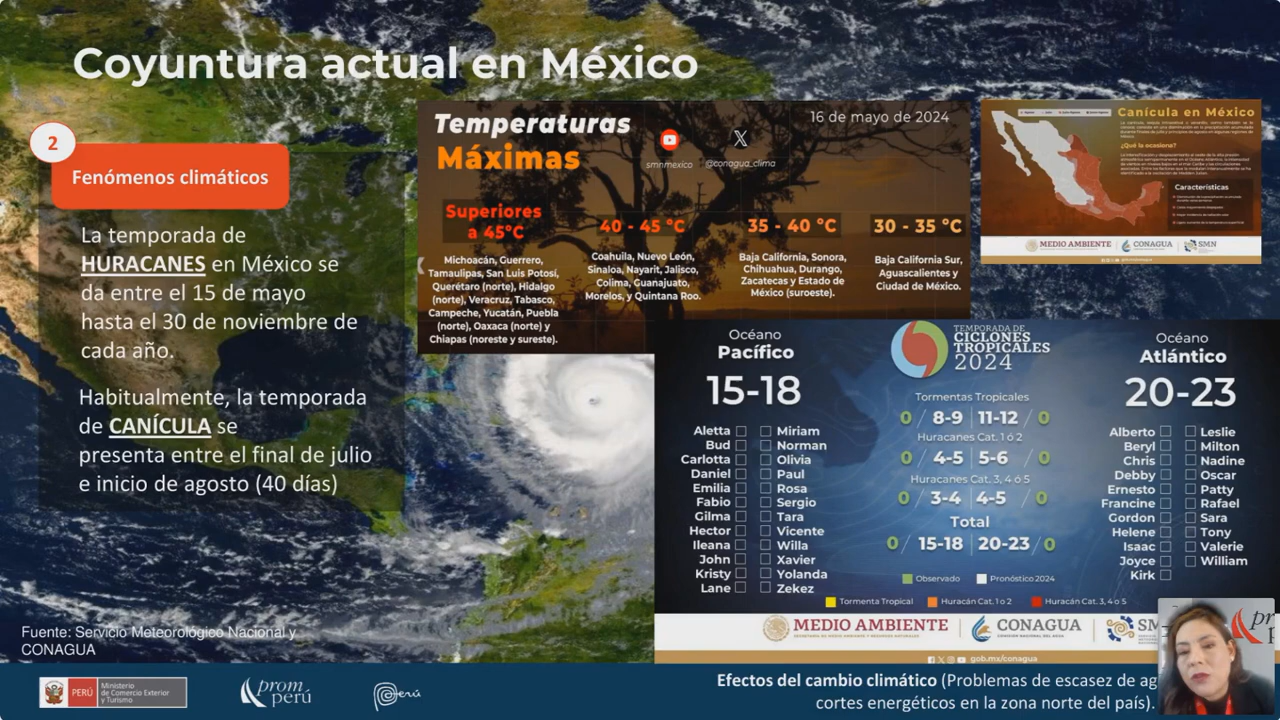 Coyuntura actual en México
2
Fenómenos climáticos
La temporada de
HURACANES en México se
da entre el 15 de mayo
hasta el 30 de noviembre de
cada año.
Habitualmente, la temporada
de CANÍCULA se
presenta entre el final de julio
e inicio de agosto (40 días)
Fuente: Servicio Meteorológico Nacional y
CONAGUA
Temperaturas
Máximas
16 de mayo de 2024
smnmexico
@conagua_clima
Superiores
a 45°C
Michoacán, Guerrero,
Tamaulipas, San Luis Potosí,
Querétaro (norte), Hidalgo
(norte), Veracruz, Tabasco,
Campeche, Yucatán, Puebla
(norte), Oaxaca (norte) y
Chiapas (noreste y sureste).
40 - 45 °C
Coahuila, Nuevo León,
Sinaloa, Nayarit, Jalisco,
Colima, Guanajuato,
Morelos, y Quintana Roo.
35 - 40 °C
Baja California, Sonora,
Chihuahua, Durango,
Zacatecas y Estado de
México (suroeste).
30 - 35 °C
Baja California Sur,
Aguascalientes y
Ciudad de México.
Canícula en México
¿Qué la ocasiona?
Características
MEDIO AMBIENTE
CONAGUA
SMN
Océano
Pacífico
15-18
Aletta
Bud
Carlotta
Daniel
Emilia
Fabio
Gilma
Hector
Ileana
John
Kristy
Lane
Miriam
Norman
Olivia
Paul
Rosa
Sergio
Tara
Vicente
Willa
Xavier
Yolanda
Zekez
TEMPORADA DE
CICLONES
TROPICALES
2024
Tormentas Tropicales
0 / 8-9 | 11-12 / 0
Huracanes Cat. 1 ó 2
0 / 4-5 | 5-6 / 0
Huracanes Cat. 3, 4 ó 5
0 / 3-4 | 4-5 / 0
Total
0 / 15-18 | 20-23 / 0
Observado
Pronóstico 2024
Tormenta Tropical
Huracán Cat. 1 o 2
Huracán Cat. 3, 4 o 5
Océano
Atlántico
20-23
Alberto
Beryl
Chris
Debby
Ernesto
Francine
Gordon
Helene
Isaac
Joyce
Kirk
Leslie
Milton
Nadine
Oscar
Patty
Rafael
Sara
Tony
Valerie
William
MEDIO AMBIENTE
CONAGUA
SM
gob.mx/conagua
PERÚ
Ministerio
de Comercio Exterior
y Turismo
prom
perú
Perú
Efectos del cambio climático (Problemas de escasez de ag
cortes energéticos en la zona norte del país).